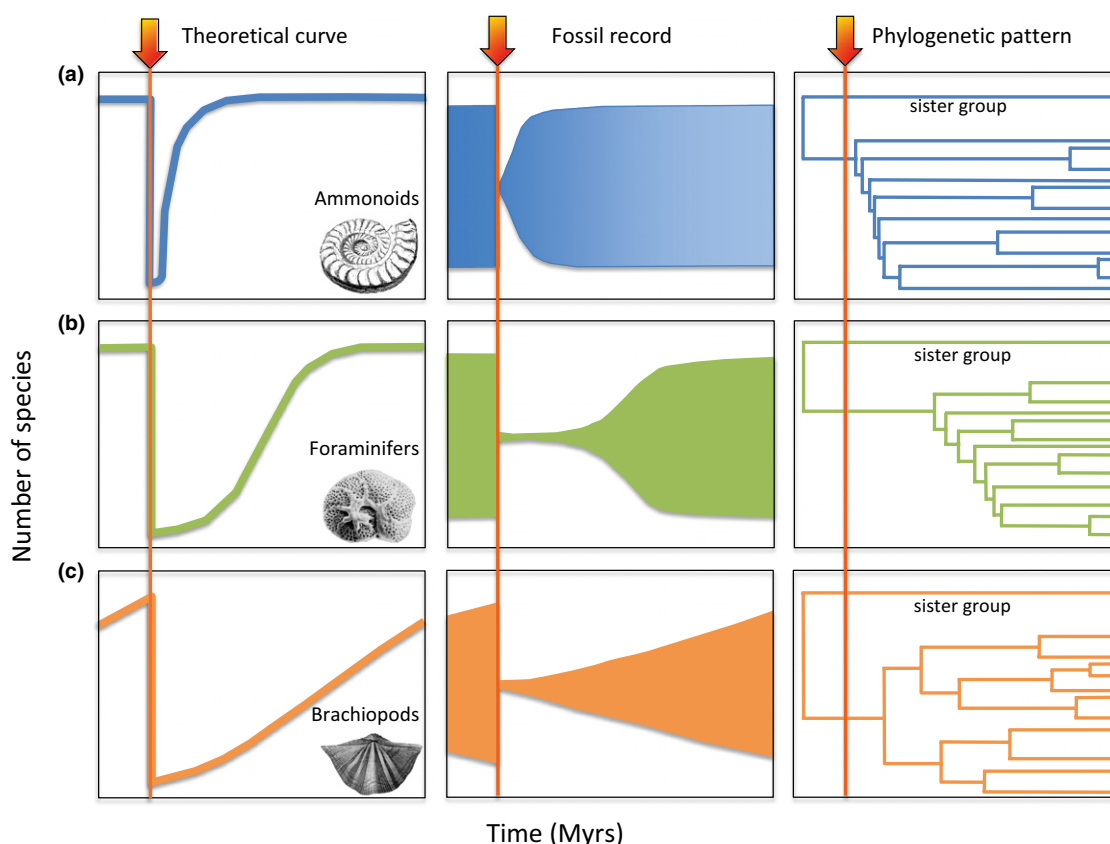 Theoretical curve
Fossil record
Phylogenetic pattern
(a)
sister group
Ammonoids
(b)
sister group
Foraminifers
(c)
sister group
Brachiopods
Number of species
Time (Myrs)